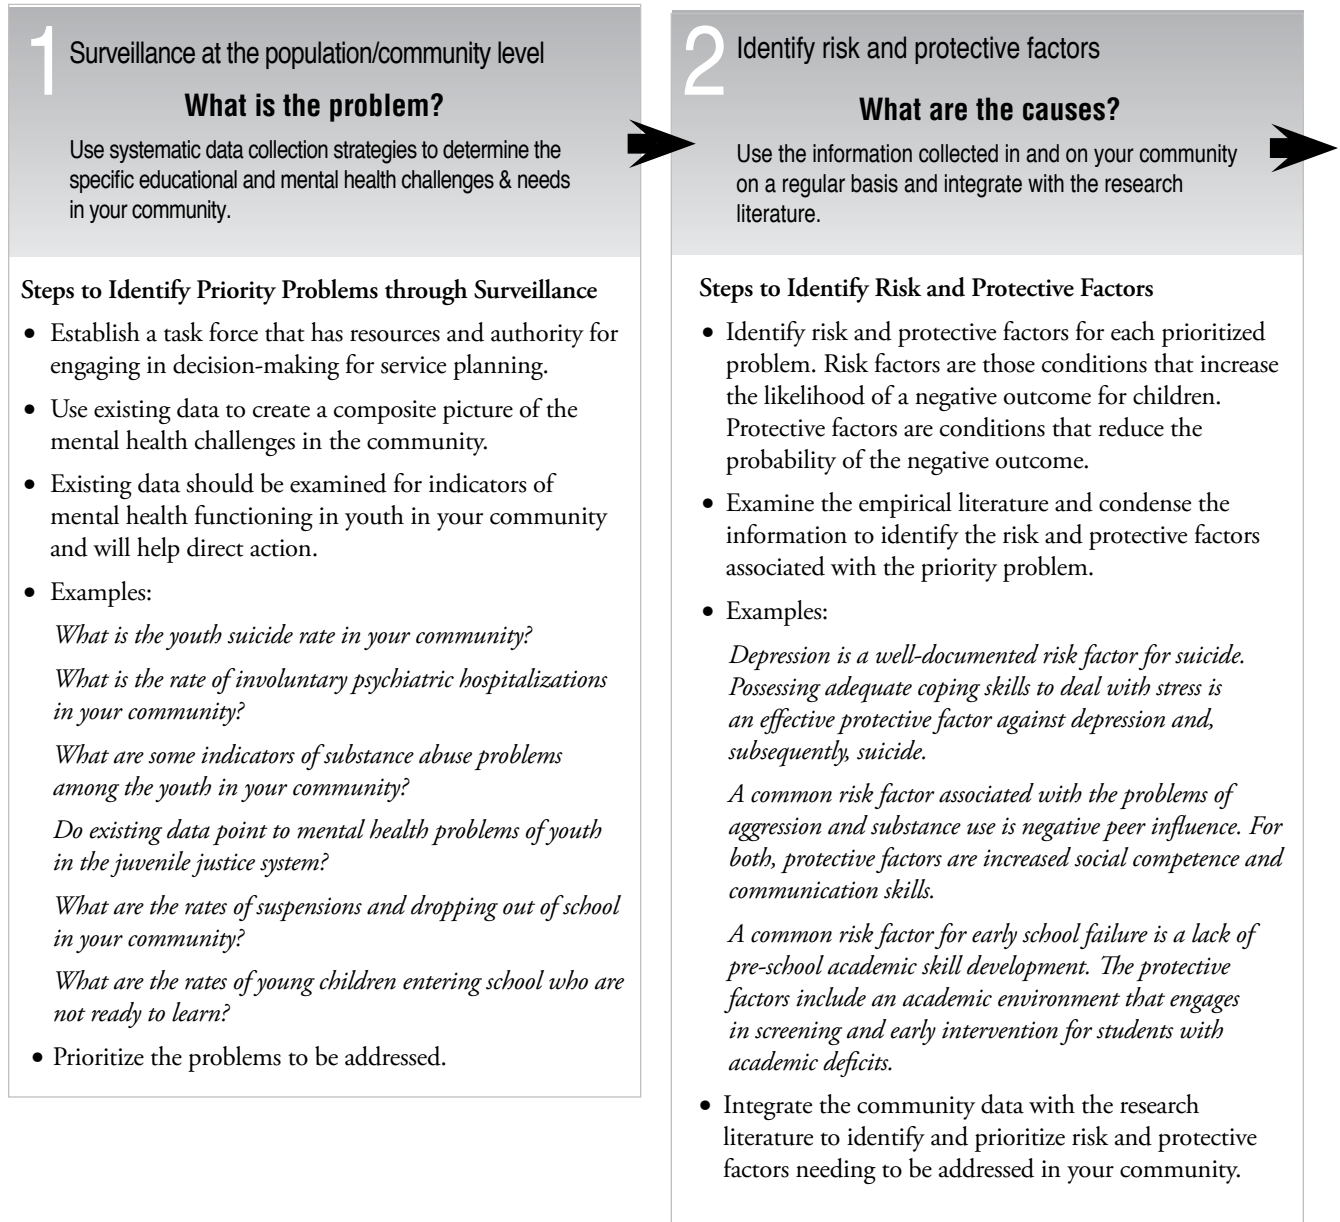 1
Surveillance at the population/community level
What is the problem?
Use systematic data collection strategies to determine the
specific educational and mental health challenges & needs
in your community.
Steps to Identify Priority Problems through Surveillance
• Establish a task force that has resources and authority for
engaging in decision-making for service planning.
• Use existing data to create a composite picture of the
mental health challenges in the community.
• Existing data should be examined for indicators of
mental health functioning in youth in your community
and will help direct action.
• Examples:
What is the youth suicide rate in your community?
What is the rate of involuntary psychiatric hospitalizations
in your community?
What are some indicators of substance abuse problems
among the youth in your community?
Do existing data point to mental health problems of youth
in the juvenile justice system?
What are the rates of suspensions and dropping out of school
in your community?
What are the rates of young children entering school who are
not ready to learn?
• Prioritize the problems to be addressed.
2
Identify risk and protective factors
What are the causes?
Use the information collected in and on your community
on a regular basis and integrate with the research
literature.
Steps to Identify Risk and Protective Factors
• Identify risk and protective factors for each prioritized
problem. Risk factors are those conditions that increase
the likelihood of a negative outcome for children.
Protective factors are conditions that reduce the
probability of the negative outcome.
• Examine the empirical literature and condense the
information to identify the risk and protective factors
associated with the priority problem.
• Examples:
Depression is a well-documented risk factor for suicide.
Possessing adequate coping skills to deal with stress is
an effective protective factor against depression and,
subsequently, suicide.
A common risk factor associated with the problems of
aggression and substance use is negative peer influence. For
both, protective factors are increased social competence and
communication skills.
A common risk factor for early school failure is a lack of
pre-school academic skill development. The protective
factors include an academic environment that engages
in screening and early intervention for students with
academic deficits.
• Integrate the community data with the research
literature to identify and prioritize risk and protective
factors needing to be addressed in your community.